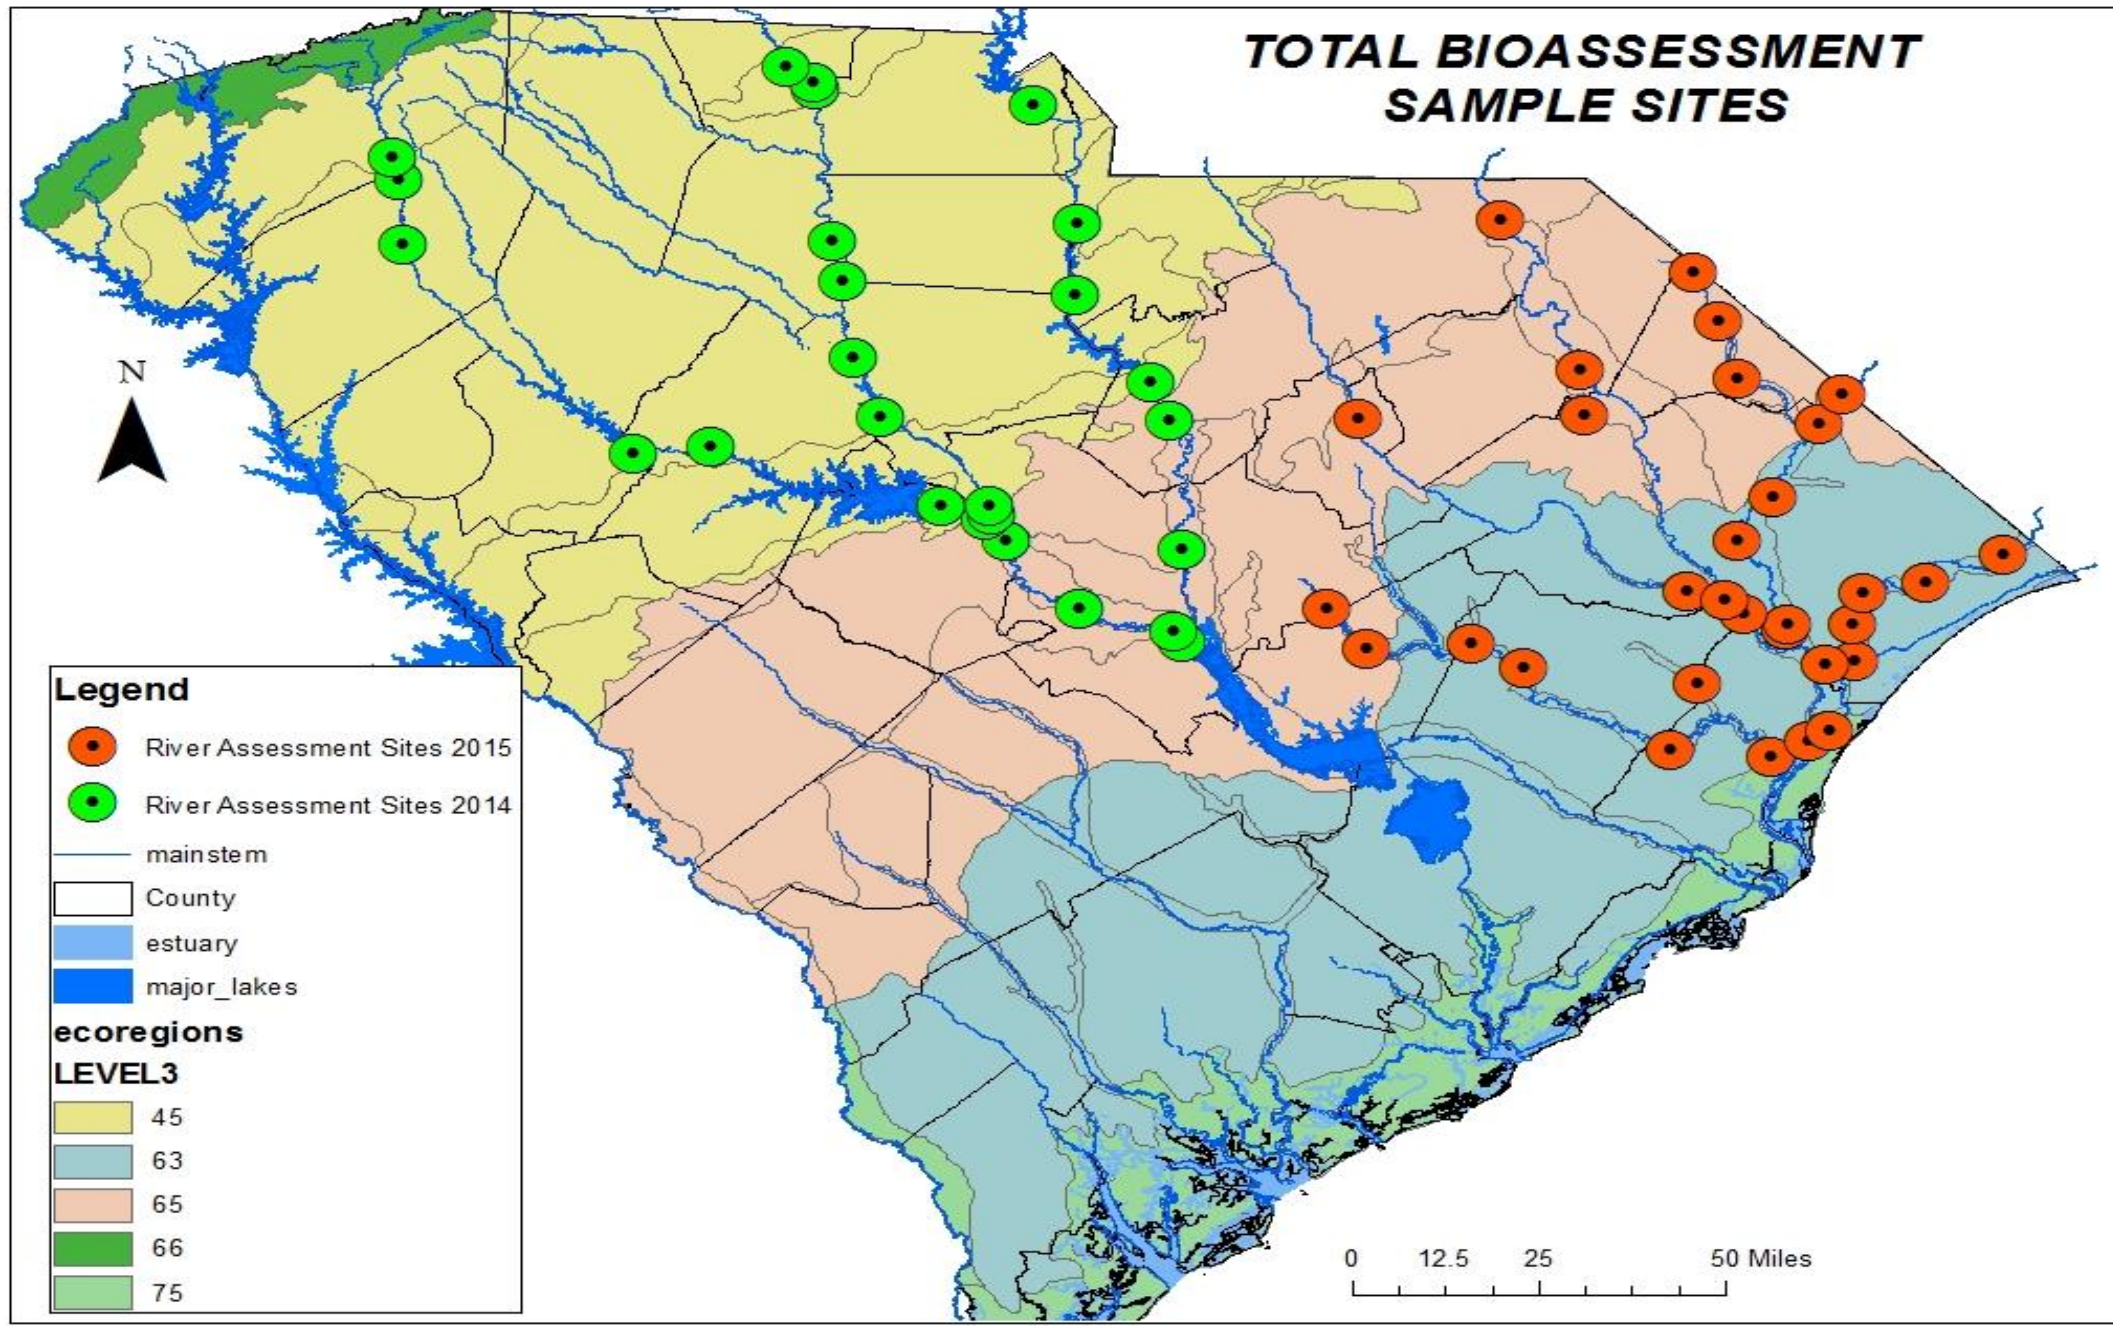 TOTAL BIOASSESSMENT
SAMPLE SITES
N
Legend
River Assessment Sites 2015
River Assessment Sites 2014
mainstem
County
estuary
major_lakes
ecoregions
LEVEL3
45
63
65
66
75
0 12.5 25 50 Miles